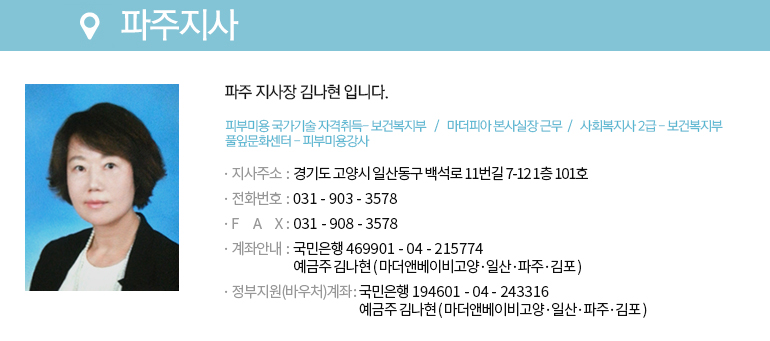 파주지사
파주 지사장 김나현 입니다.
피부미용 국가기술 자격취득- 보건복지부 / 마더피아 본사실장 근무 / 사회복지사 2급 - 보건복지부
풀잎문화센터 - 피부미용강사
· 지사주소 : 경기도 고양시 일산동구 백석로 11번길 7-12 1층 101호
· 전화번호 : 031 - 903 - 3578
· F A X : 031 - 908 - 3578
· 계좌안내 : 국민은행 469901 - 04 - 215774
예금주 김나현 ( 마더앤베이비고양·일산·파주·김포 )
· 정부지원(바우처)계좌 : 국민은행 194601 - 04 - 243316
예금주 김나현 ( 마더앤베이비고양·일산·파주·김포 )